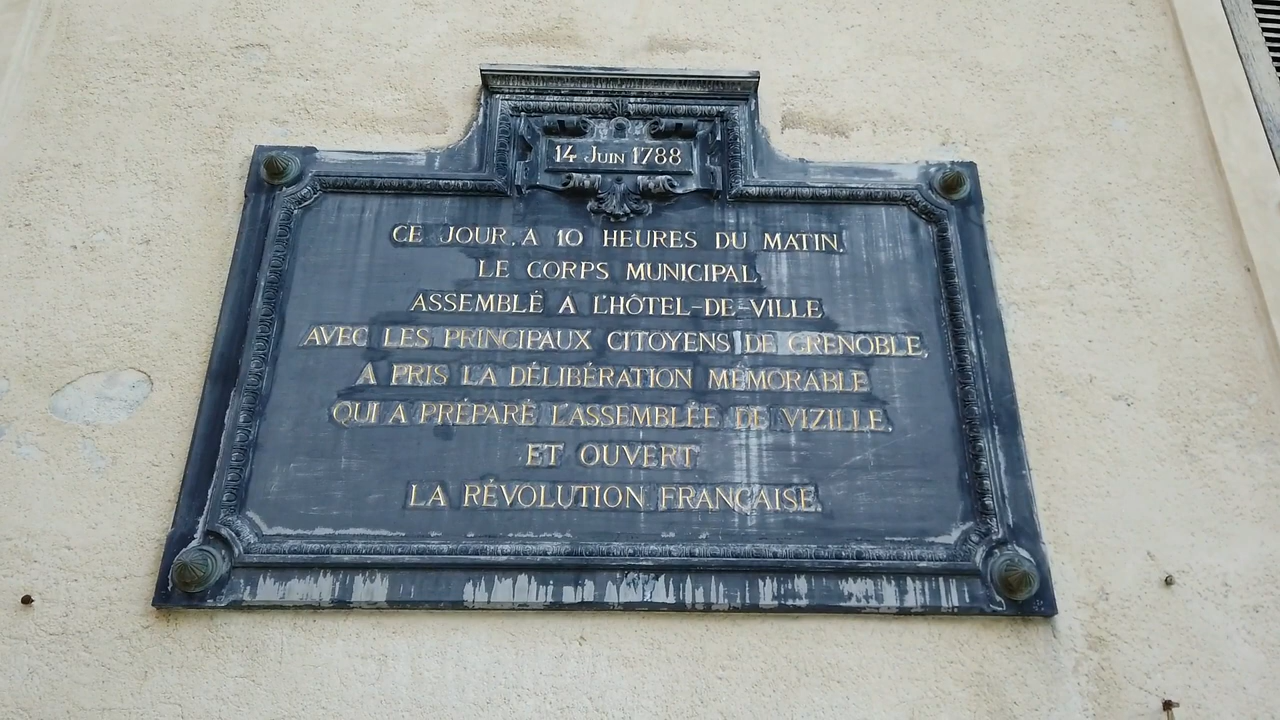 14 Juin 1788
CE JOUR, A 10 HEURES DU MATIN.
LE CORPS MUNICIPAL,
ASSEMBLÉ A L'HÔTEL-DE-VILLE
AVEC LES PRINCIPAUX CITOYENS DE GRENOBLE,
A PRIS LA DÉLIBÉRATION MÉMORABLE
QUI A PRÉPARÉ L'ASSEMBLÉE DE VIZILLE,
ET OUVERT
LA RÉVOLUTION FRANÇAISE.